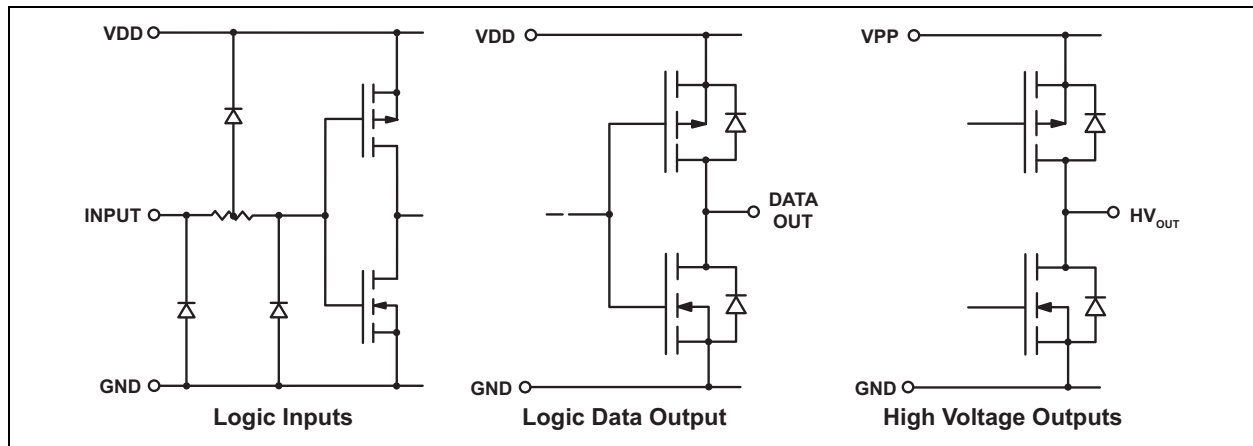 VDD
INPUT
GND
Logic Inputs
VDD
DATA
OUT
GND
Logic Data Output
VPP
HVOUT
GND
High Voltage Outputs